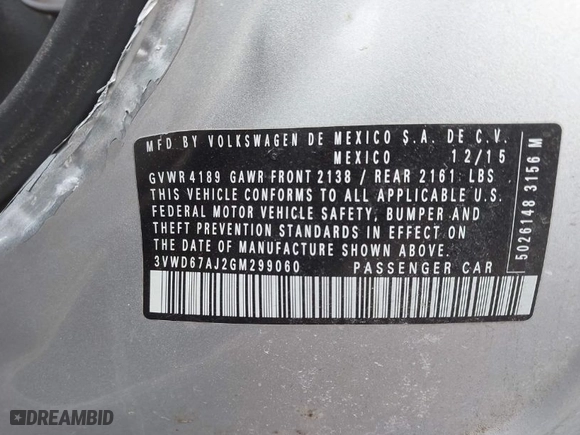 MFD BY VOLKSWAGEN DE MEXICO S.A. DE C.V.
MEXICO 12/15
GVWR 4189 GAWR FRONT 2138 / REAR 2161 LBS
THIS VEHICLE CONFORMS TO ALL APPLICABLE U.S.
FEDERAL MOTOR VEHICLE SAFETY, BUMPER AND
THEFT PREVENTION STANDARDS IN EFFECT ON
THE DATE OF MANUFACTURE SHOWN ABOVE.
3VWD67AJ2GM299060 PASSENGER CAR
5026148 3156 M
DREAMBID